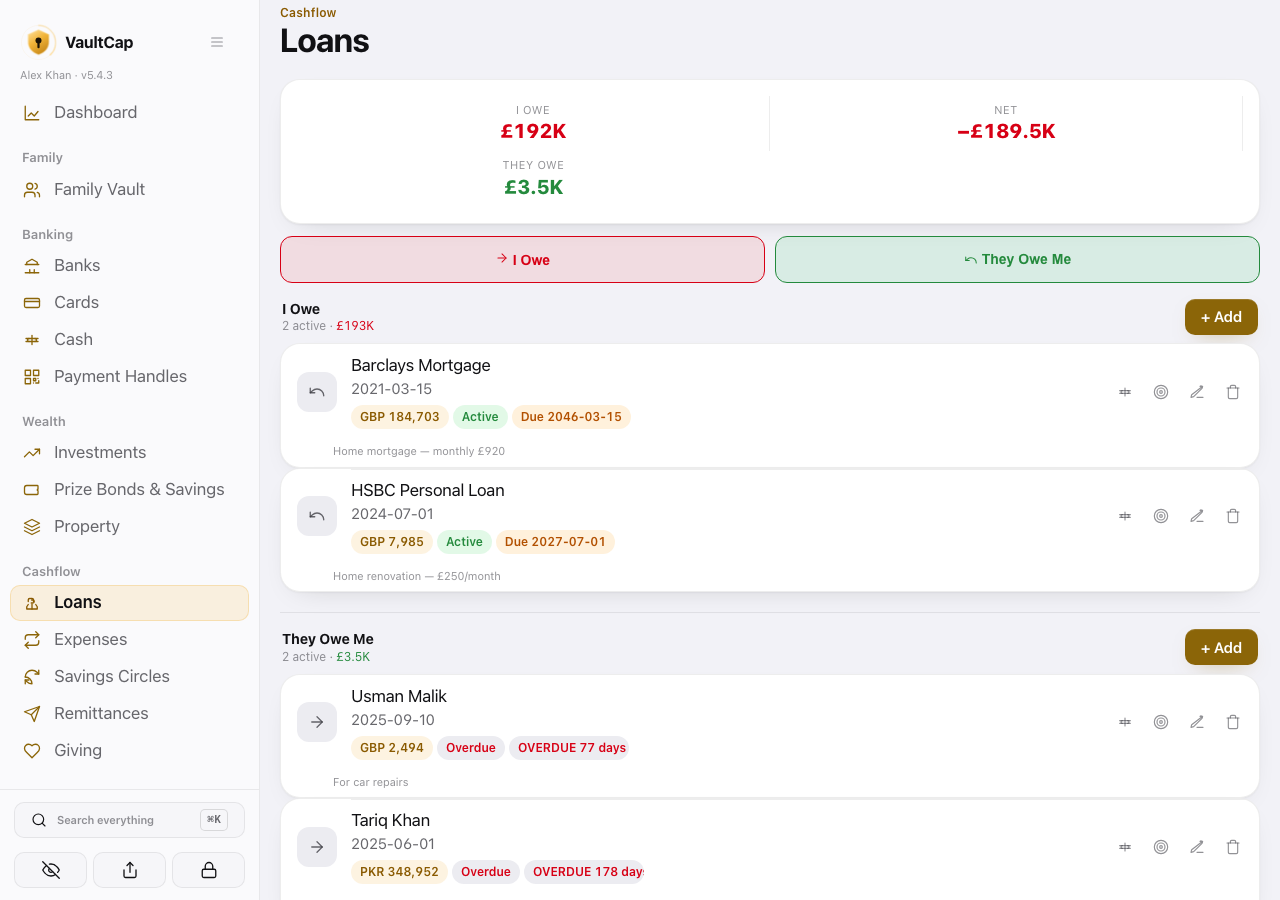 VaultCap
Alex Khan · v5.4.3
Dashboard
Family
Family Vault
Banking
Banks
Cards
Cash
Payment Handles
Wealth
Investments
Prize Bonds & Savings
Property
Cashflow
Loans
Expenses
Savings Circles
Remittances
Giving
Search everything
⌘K
Cashflow
Loans
I OWE
£192K
NET
−£189.5K
THEY OWE
£3.5K
I Owe
They Owe Me
I Owe
2 active · £193K
+ Add
Barclays Mortgage
2021-03-15
GBP 184,703
Active
Due 2046-03-15
Home mortgage — monthly £920
HSBC Personal Loan
2024-07-01
GBP 7,985
Active
Due 2027-07-01
Home renovation — £250/month
They Owe Me
2 active · £3.5K
+ Add
Usman Malik
2025-09-10
GBP 2,494
Overdue
OVERDUE 77 days
For car repairs
Tariq Khan
2025-06-01
PKR 348,952
Overdue
OVERDUE 178 day